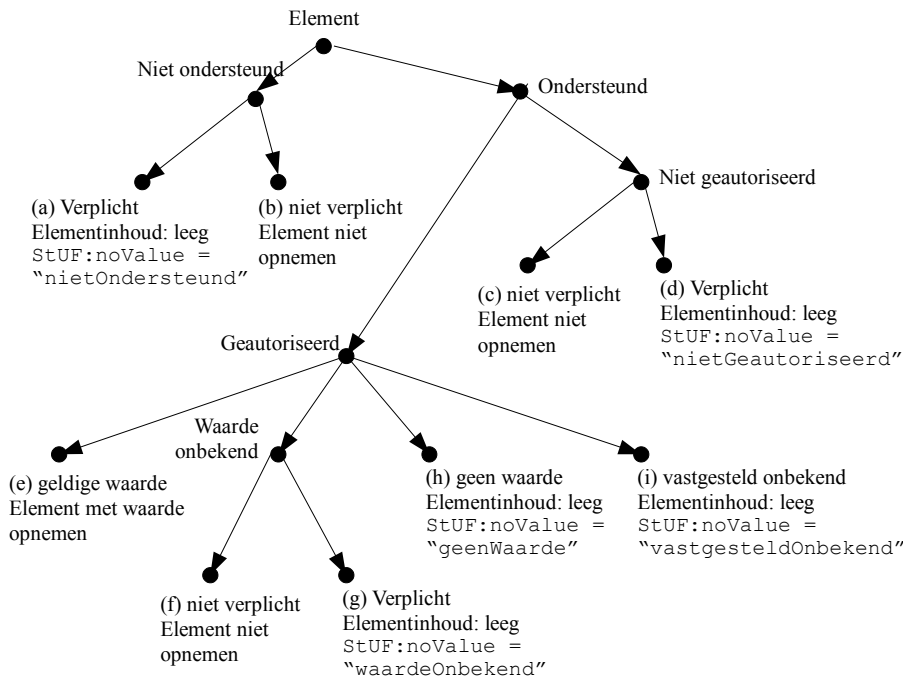 Element
Niet ondersteund
Ondersteund
Niet geautoriseerd
(a) Verplicht
Elementinhoud: leeg
StUF:noValue =
“nietOndersteund”
(b) niet verplicht
Element niet
opnemen
(c) niet verplicht
Element niet
opnemen
(d) Verplicht
Elementinhoud: leeg
StUF:noValue =
“nietGeautoriseerd”
Geautoriseerd
Waarde
onbekend
(e) geldige waarde
Element met waarde
opnemen
(h) geen waarde
Elementinhoud: leeg
StUF:noValue =
“geenWaarde”
(i) vastgesteld onbekend
Elementinhoud: leeg
StUF:noValue =
“vastgesteldOnbekend”
(f) niet verplicht
Element niet
opnemen
(g) Verplicht
Elementinhoud: leeg
StUF:noValue =
“waardeOnbekend”